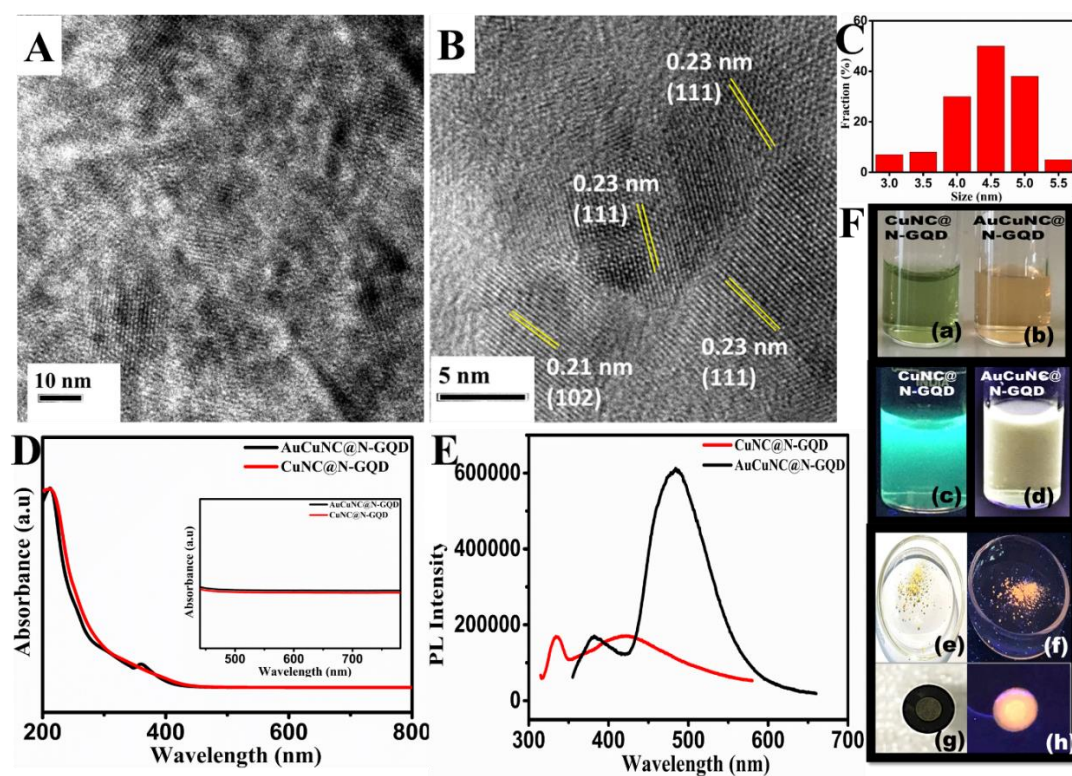 A
10 nm
B
0.23 nm
(111)
0.23 nm
(111)
0.21 nm
(102)
0.23 nm
(111)
5 nm
C
Fraction (%)
60
40
20
0
3.0 3.5 4.0 4.5 5.0 5.5
Size (nm)
D
AuCuNC@N-GQD
CuNC@N-GQD
Absorbance (a.u)
200 400 600 800
Wavelength (nm)
AuCuNC@N-GQD
CuNC@N-GQD
Absorbance (a.u)
500 600 700
Wavelength (nm)
E
CuNC@N-GQD
AuCuNC@N-GQD
PL Intensity
600000
400000
200000
0
300 400 500 600 700
Wavelength (nm)
F
CuNC@
N-GQD
AuCuNC@
N-GQD
(a)
(b)
CuNC@
N-GQD
AuCuNC@
N-GQD
(c)
(d)
(e)
(f)
(g)
(h)